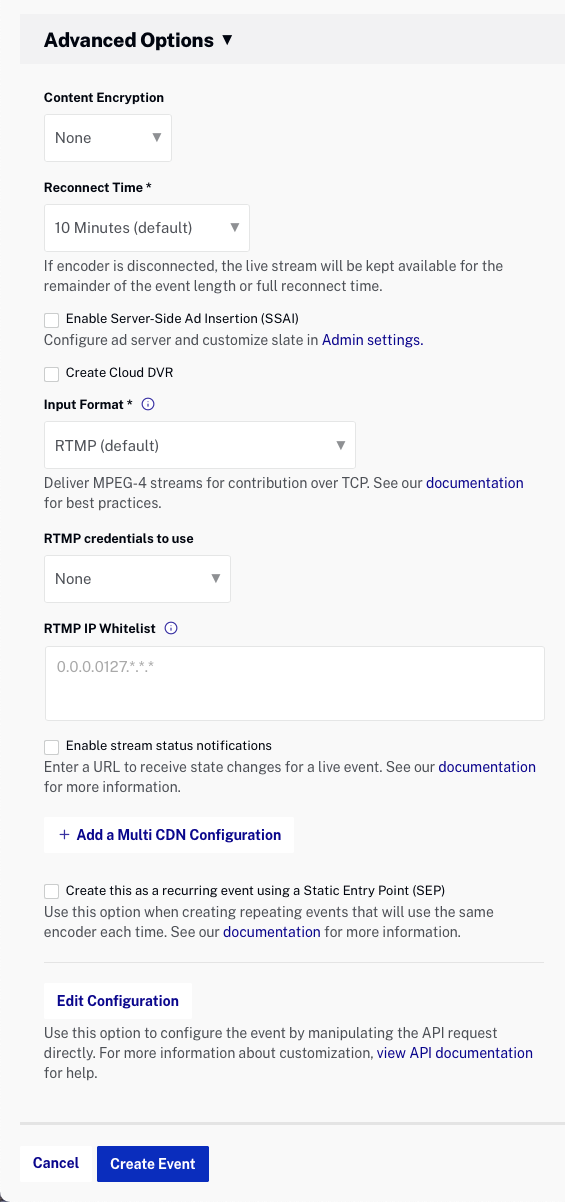 Advanced Options ▼
Content Encryption
None ▼
Reconnect Time *
10 Minutes (default) ▼
If encoder is disconnected, the live stream will be kept available for the
remainder of the event length or full reconnect time.
Enable Server-Side Ad Insertion (SSAI)
Configure ad server and customize slate in Admin settings.
Create Cloud DVR
Input Format *
RTMP (default) ▼
Deliver MPEG-4 streams for contribution over TCP. See our documentation
for best practices.
RTMP credentials to use
None ▼
RTMP IP Whitelist
0.0.0.0127.*.*.*
Enable stream status notifications
Enter a URL to receive state changes for a live event. See our documentation
for more information.
+ Add a Multi CDN Configuration
Create this as a recurring event using a Static Entry Point (SEP)
Use this option when creating repeating events that will use the same
encoder each time. See our documentation for more information.
Edit Configuration
Use this option to configure the event by manipulating the API request
directly. For more information about customization, view API documentation
for help.
Cancel Create Event